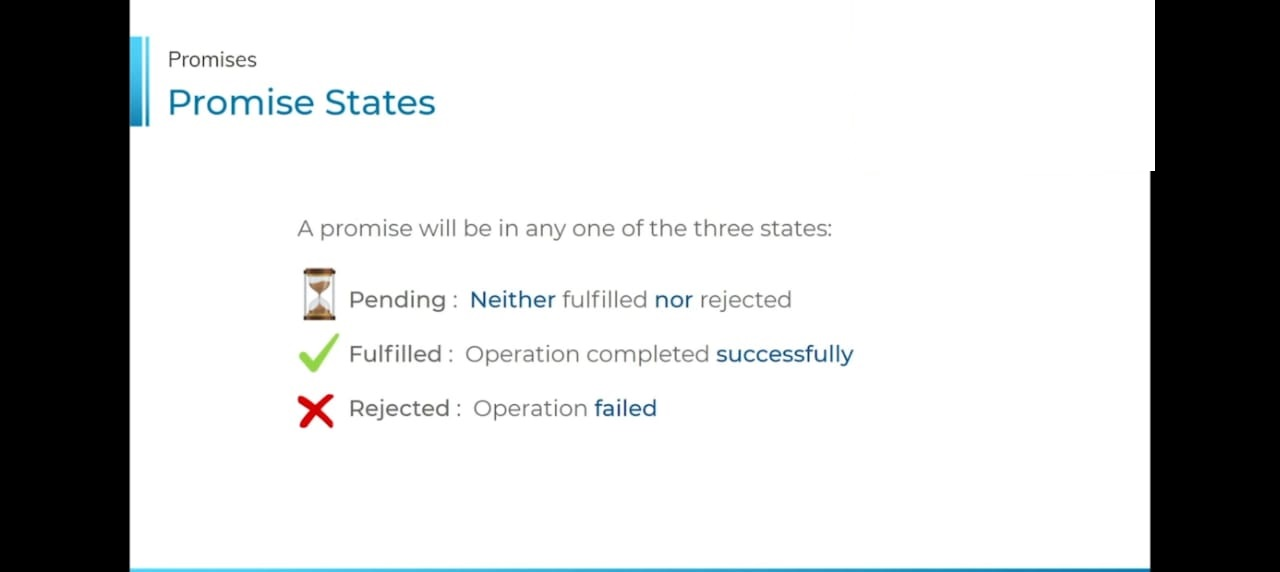 Promises
Promise States
A promise will be in any one of the three states:
Pending : Neither fulfilled nor rejected
Fulfilled : Operation completed successfully
Rejected : Operation failed